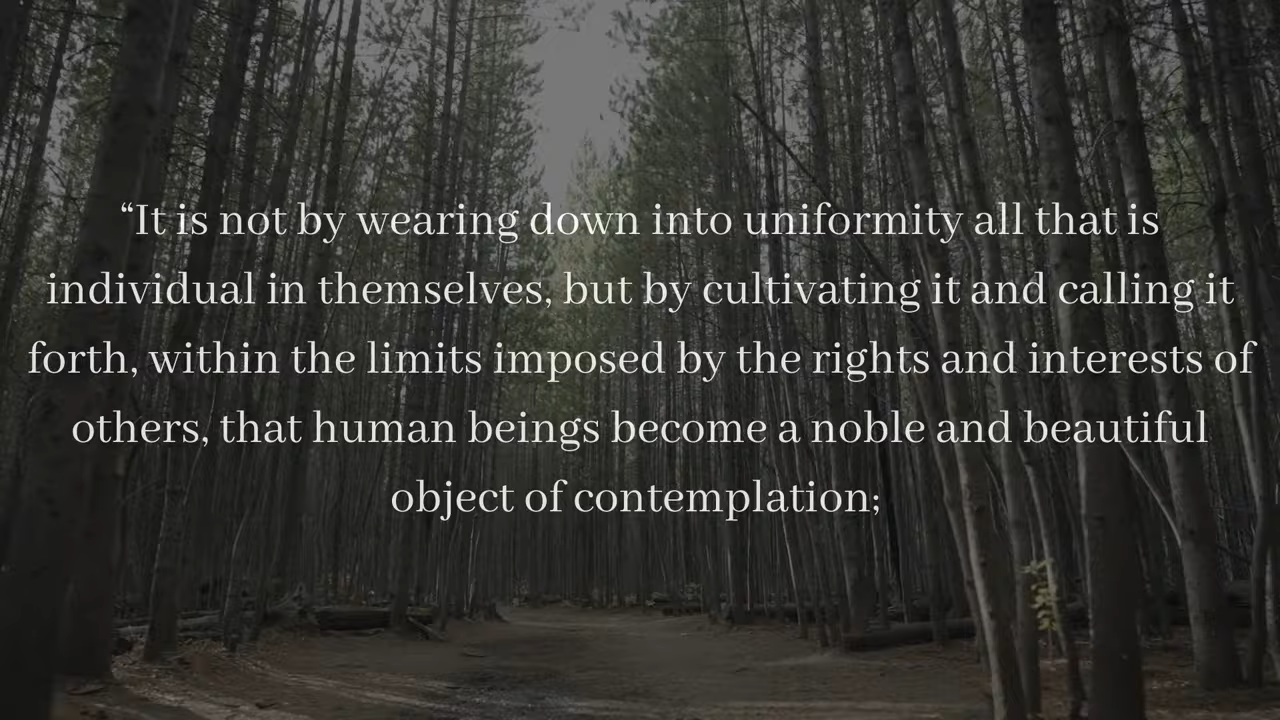 “It is not by wearing down into uniformity all that is
individual in themselves, but by cultivating it and calling it
forth, within the limits imposed by the rights and interests of
others, that human beings become a noble and beautiful
object of contemplation;